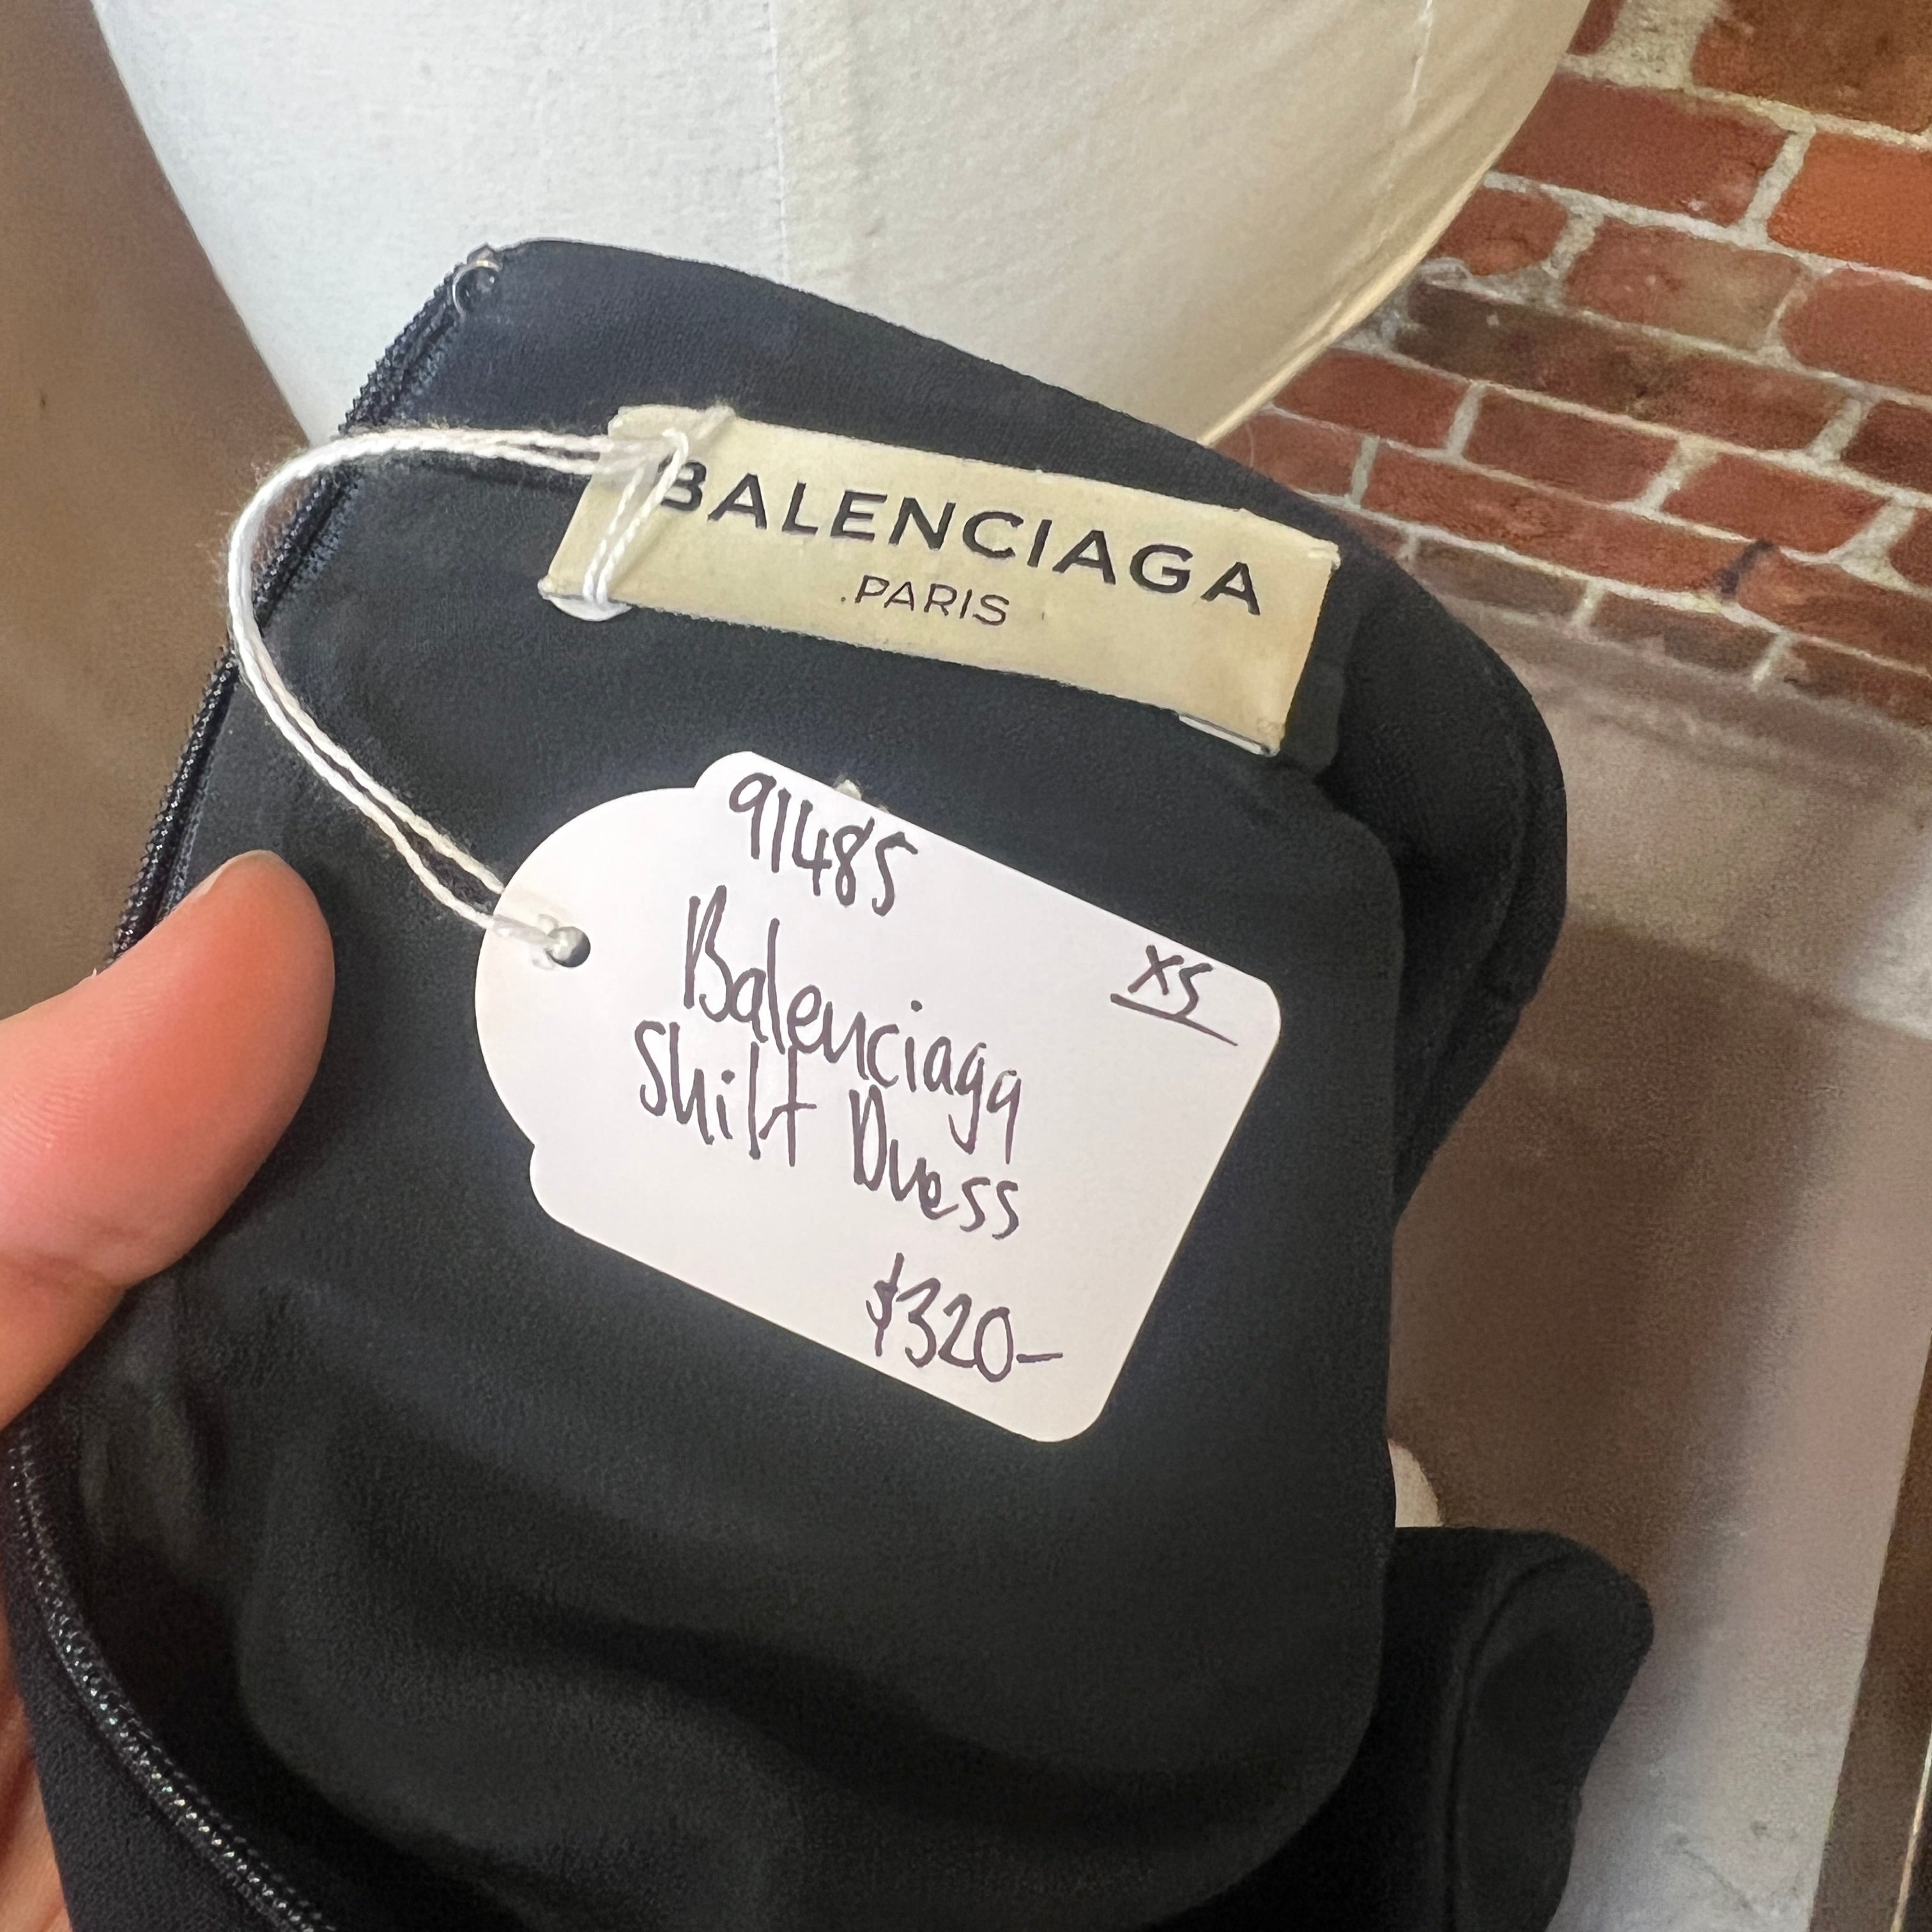 BALENCIAGA
PARIS
91485
XS
Balenciaga
Shift Dress
$320-